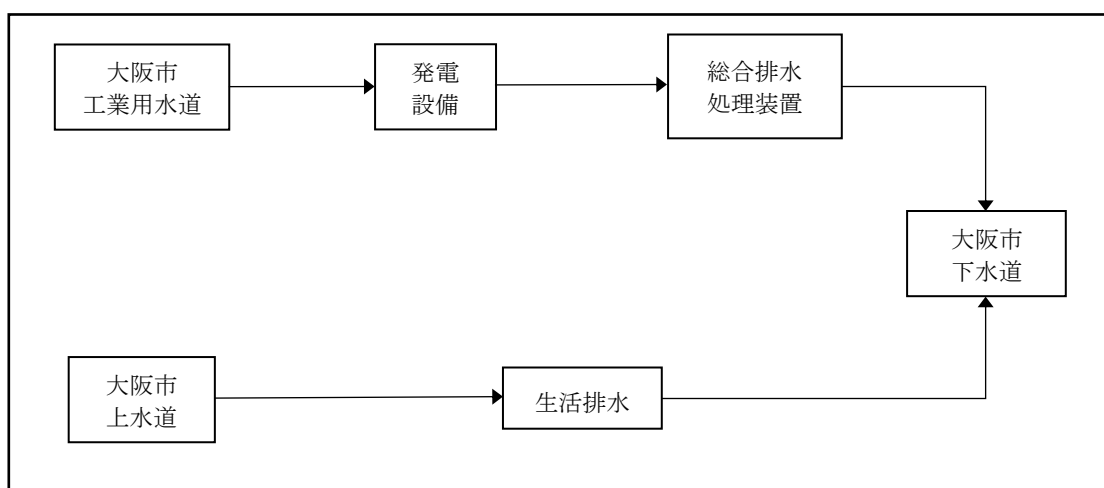 大阪市
工業用水道
発電
設備
総合排水
処理装置
大阪市
下水道
大阪市
上水道
生活排水